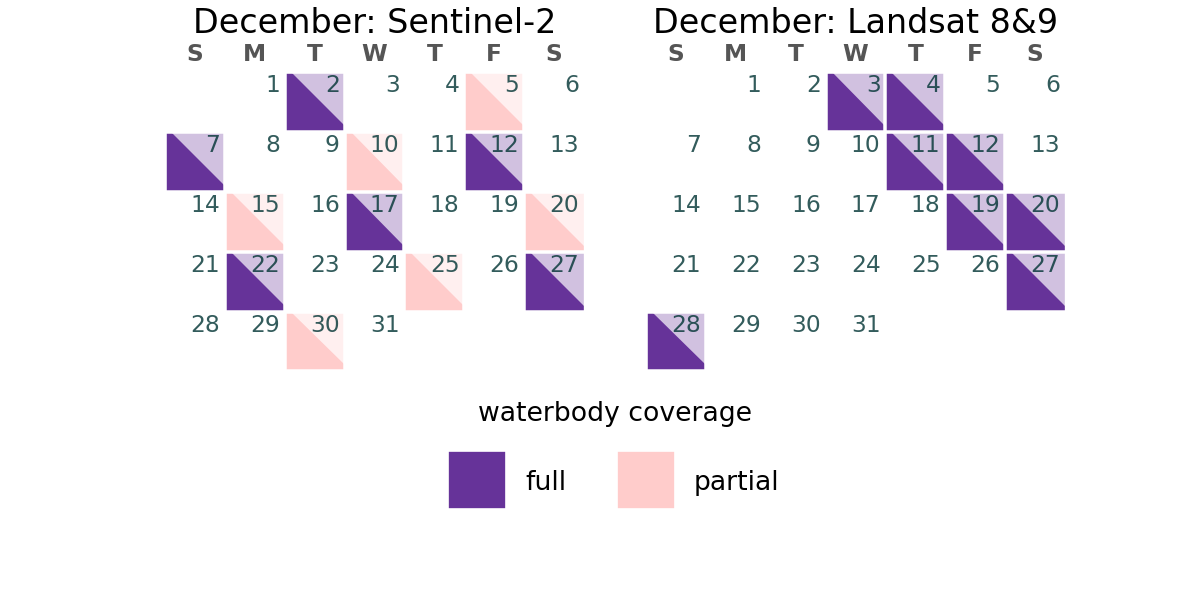 December: Sentinel-2
S M T W T F S
1 2 3 4 5 6
7 8 9 10 11 12 13
14 15 16 17 18 19 20
21 22 23 24 25 26 27
28 29 30 31
December: Landsat 8&9
S M T W T F S
1 2 3 4 5 6
7 8 9 10 11 12 13
14 15 16 17 18 19 20
21 22 23 24 25 26 27
28 29 30 31
waterbody coverage
full partial